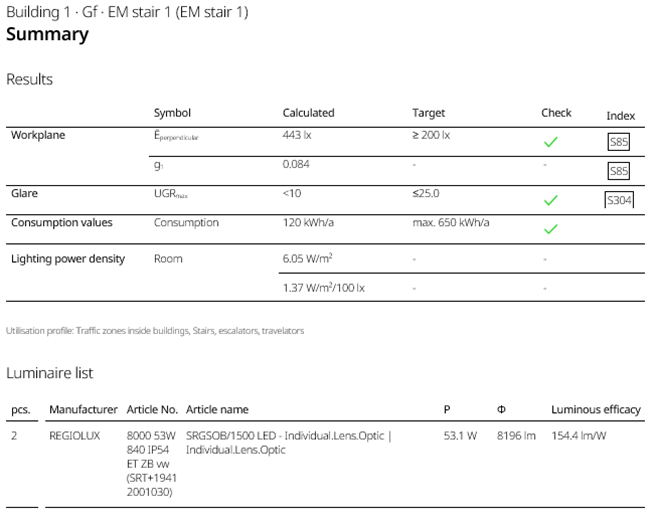 Building 1 · Gf · EM stair 1 (EM stair 1)
Summary
Results
Symbol Calculated Target Check Index
Workplane Ēperpendicular 443 lx ≥ 200 lx S85
g₁ 0.084 - - S85
Glare UGRmax <10 ≤25.0 S304
Consumption values Consumption 120 kWh/a max. 650 kWh/a
Lighting power density Room 6.05 W/m² - -
1.37 W/m²/100 lx - -
Utilisation profile: Traffic zones inside buildings, Stairs, escalators, travelators
Luminaire list
pcs. Manufacturer Article No. Article name P Φ Luminous efficacy
2 REGIOLUX 8000 53W SRGSOB/1500 LED - Individual.Lens.Optic | 53.1 W 8196 lm 154.4 lm/W
840 IP54 Individual.Lens.Optic
ET ZB vw
(SRT+1941
2001030)